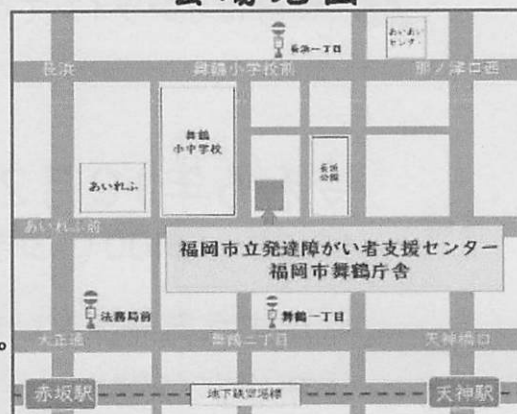 会場地図
長浜一丁目
あいあい
センター
長浜
舞鶴小学校前
那ノ津口西
舞鶴
小中学校
長浜
公園
あいれふ
あいれふ前
福岡市立発達障がい者支援センター
福岡市舞鶴庁舎
法務局前
舞鶴一丁目
大正通
舞鶴二丁目
天神橋口
赤坂駅
地下鉄空港線
天神駅